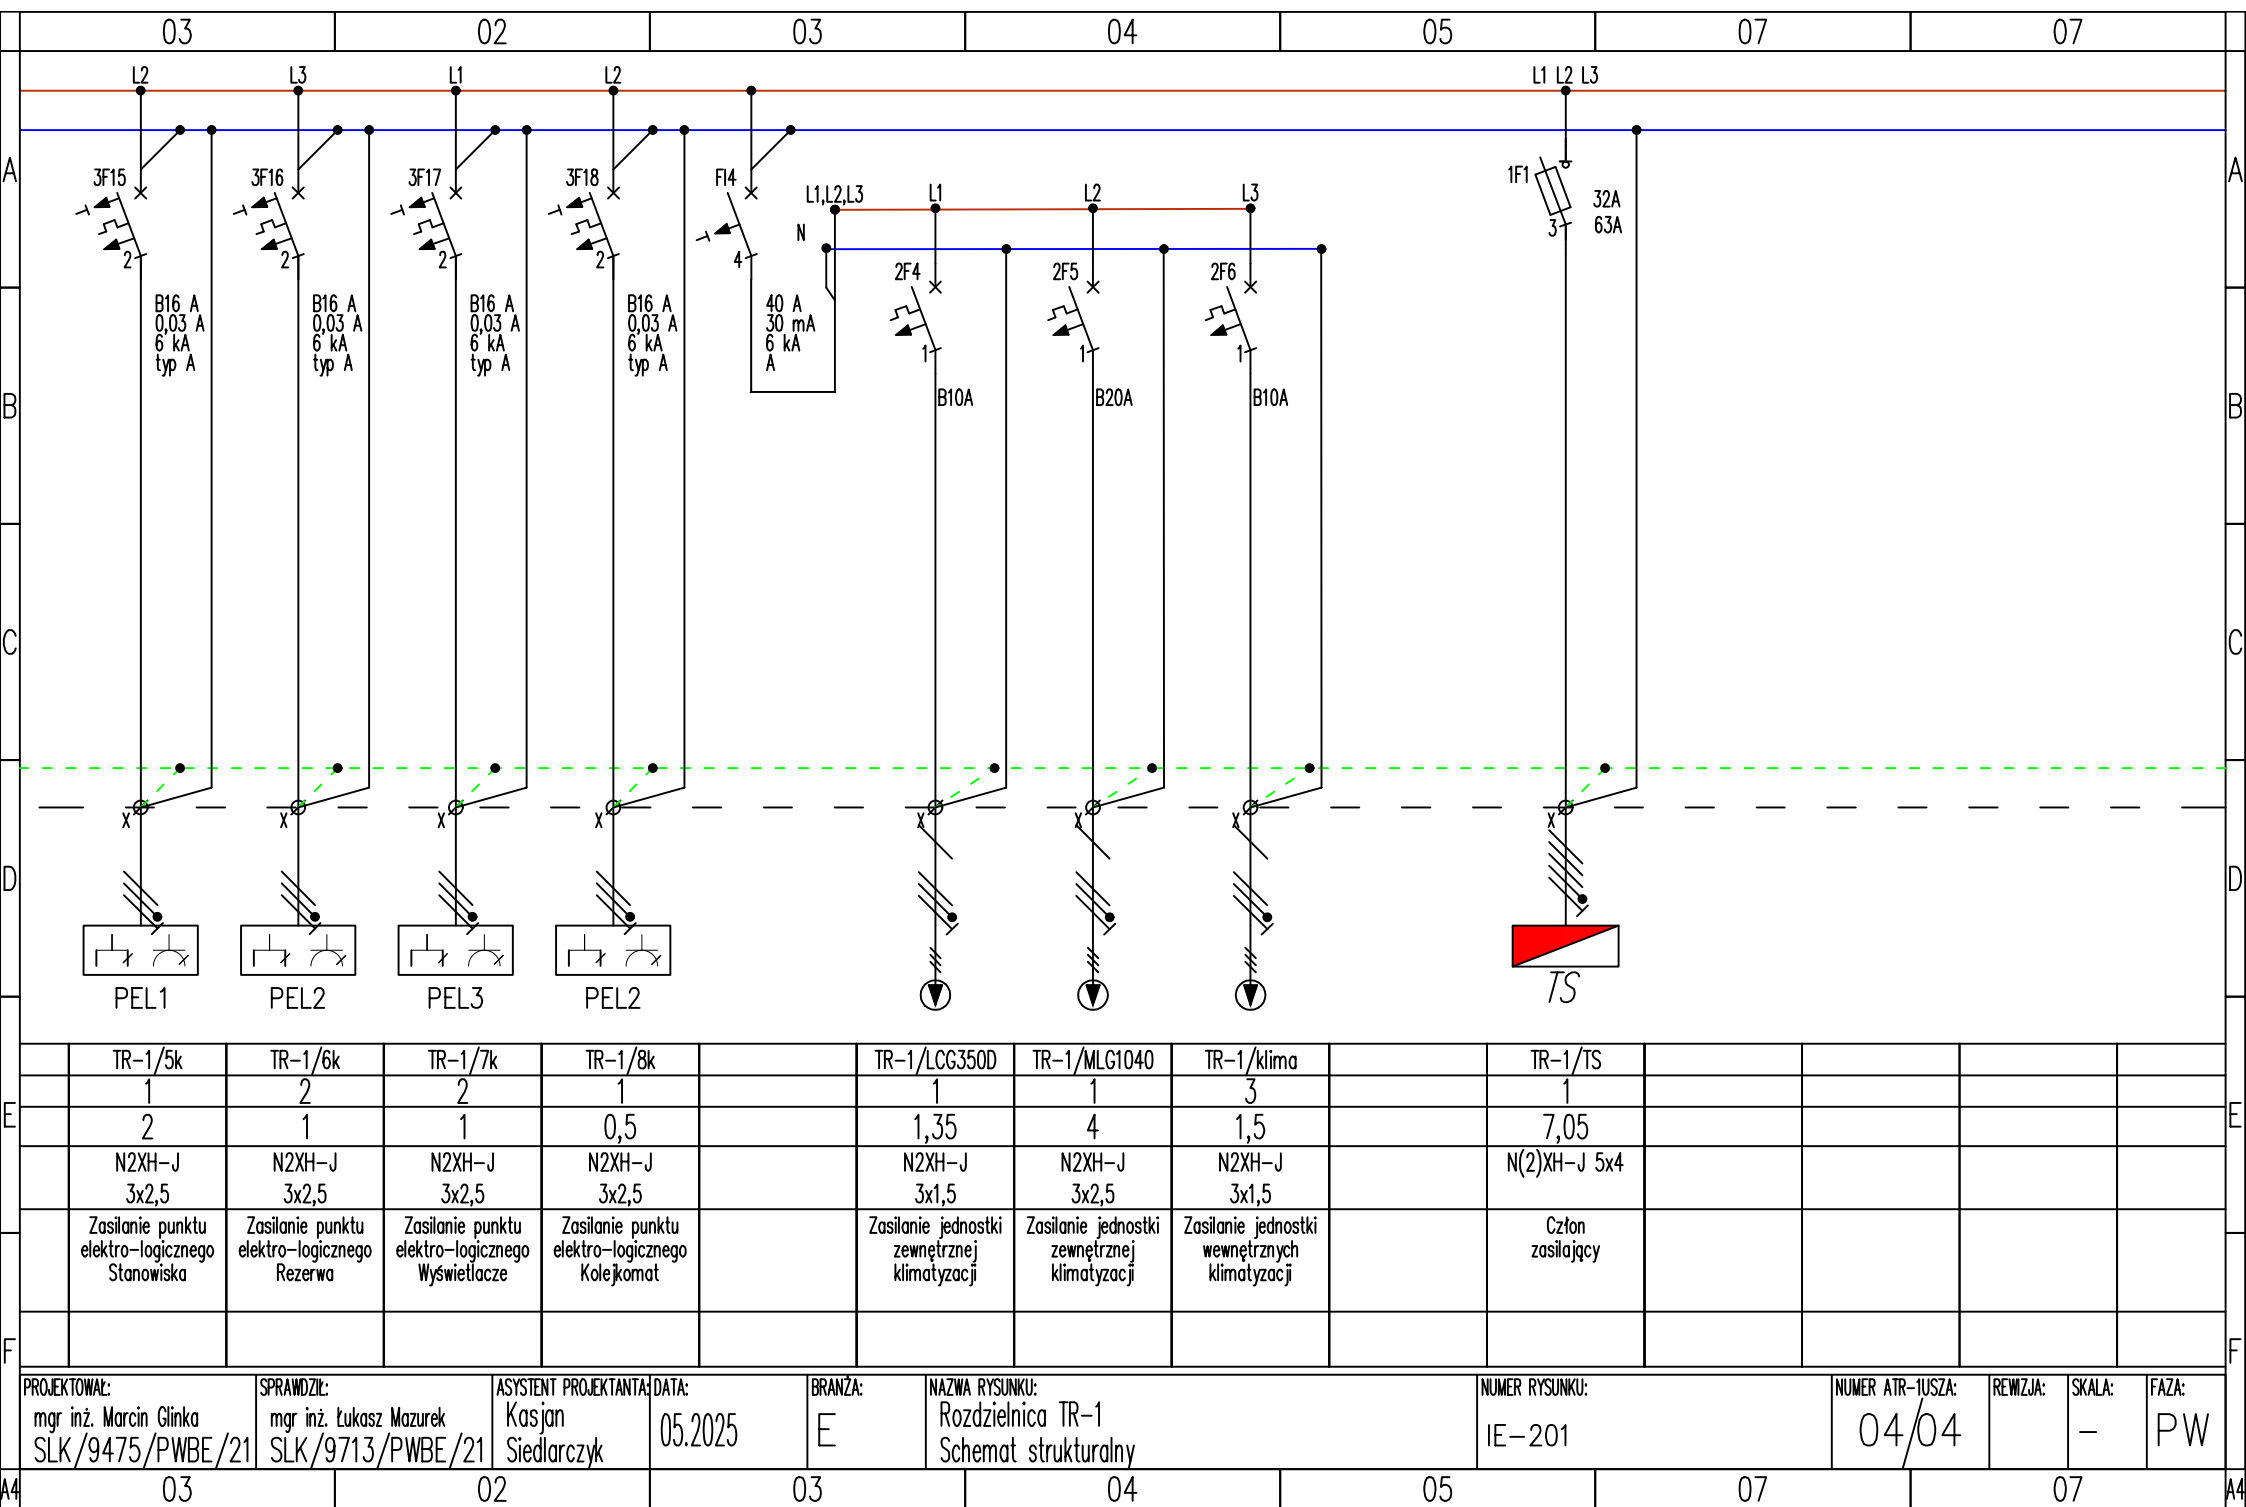 03 02 03 04 05 07 07
L2 L3 L1 L2 L1 L2 L3
A A
3F15 3F16 3F17 3F18 FI4 1F1
L1,L2,L3 L1 L2 L3
32A
63A
N
3
2 2 2 2 4
2F4 2F5 2F6
B16 A B16 A B16 A B16 A 40 A
0,03 A 0,03 A 0,03 A 0,03 A 30 mA
6 kA 6 kA 6 kA 6 kA 6 kA
typ A typ A typ A typ A A
1 1 1
B10A B20A B10A
B B
C C
X X X X X X X X
D D
PEL1 PEL2 PEL3 PEL2 TS
TR-1/5k TR-1/6k TR-1/7k TR-1/8k TR-1/LCG350D TR-1/MLG1040 TR-1/klima TR-1/TS
1 2 2 1 1 1 3 1
E E
2 1 1 0,5 1,35 4 1,5 7,05
N2XH-J N2XH-J N2XH-J N2XH-J N2XH-J N2XH-J N2XH-J N(2)XH-J 5x4
3x2,5 3x2,5 3x2,5 3x2,5 3x1,5 3x2,5 3x1,5
Zasilanie punktu Zasilanie punktu Zasilanie punktu Zasilanie punktu Zasilanie jednostki Zasilanie jednostki Zasilanie jednostki Człon
elektro-logicznego elektro-logicznego elektro-logicznego elektro-logicznego zewnętrznej zewnętrznej wewnętrznych zasilający
Stanowiska Rezerwa Wyświetlacze Kolejkomat klimatyzacji klimatyzacji klimatyzacji
F F
PROJEKTOWAŁ: SPRAWDZIŁ: ASYSTENT PROJEKTANTA: DATA: BRANŻA: NAZWA RYSUNKU: NUMER RYSUNKU: NUMER ATR-1USZA: REWIZJA: SKALA: FAZA:
mgr inż. Marcin Glinka mgr inż. Łukasz Mazurek Kasjan 05.2025 E Rozdzielnica TR-1 IE-201 04/04 - PW
SLK/9475/PWBE/21 SLK/9713/PWBE/21 Siedlarczyk Schemat strukturalny
A4 03 02 03 04 05 07 07 A4